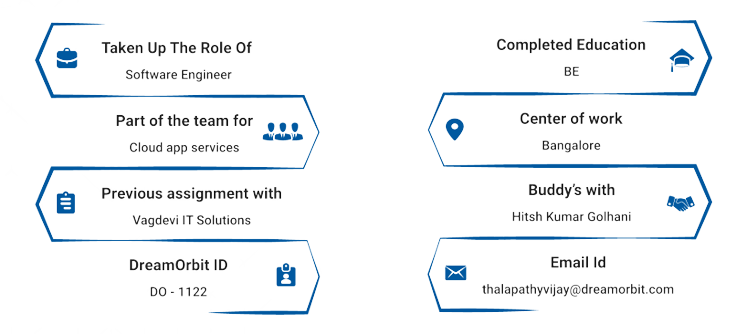 Taken Up The Role Of
Software Engineer
Part of the team for
Cloud app services
Previous assignment with
Vagdevi IT Solutions
DreamOrbit ID
DO - 1122
Completed Education
BE
Center of work
Bangalore
Buddy's with
Hitsh Kumar Golhani
Email Id
thalapathyvijay@dreamorbit.com